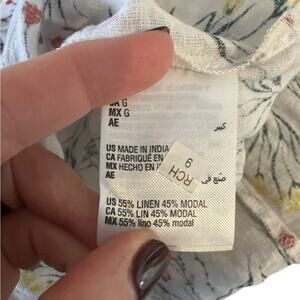 CA G
MX G
AE
كبير
US MADE IN INDIA
CA FABRIQUÉ EN
MX HECHO EN
AE
صنع في
RCH
9
US 55% LINEN 45% MODAL
CA 55% LIN 45% MODAL
MX 55% lino 45% modal